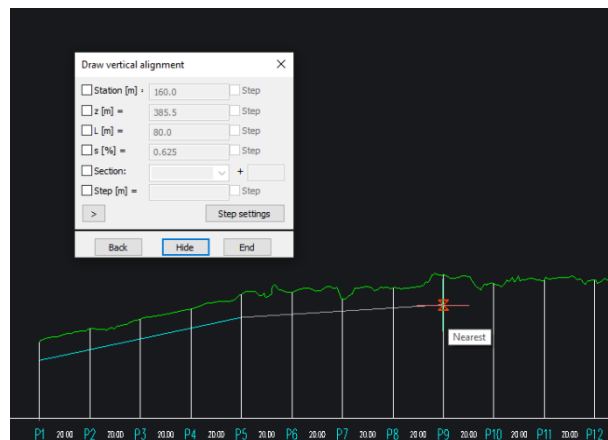 Draw vertical alignment
Station [m] = 160.0 Step
z [m] = 385.5 Step
L [m] = 80.0 Step
s [%] = 0.625 Step
Section: +
Step [m] = Step
> Step settings
Back Hide End
Nearest
P1 20.00 P2 20.00 P3 20.00 P4 20.00 P5 20.00 P6 20.00 P7 20.00 P8 20.00 P9 20.00 P10 20.00 P11 20.00 P12